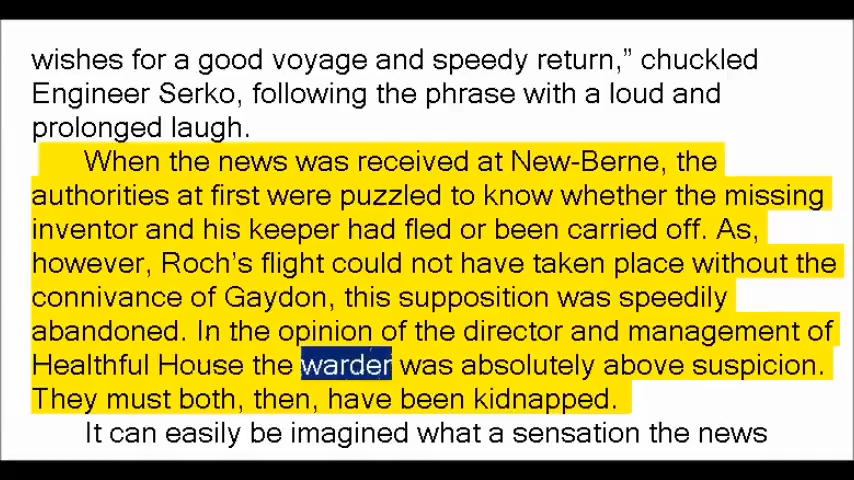 wishes for a good voyage and speedy return,” chuckled
Engineer Serko, following the phrase with a loud and
prolonged laugh.
When the news was received at New-Berne, the
authorities at first were puzzled to know whether the missing
inventor and his keeper had fled or been carried off. As,
however, Roch’s flight could not have taken place without the
connivance of Gaydon, this supposition was speedily
abandoned. In the opinion of the director and management of
Healthful House the warder was absolutely above suspicion.
They must both, then, have been kidnapped.
It can easily be imagined what a sensation the news